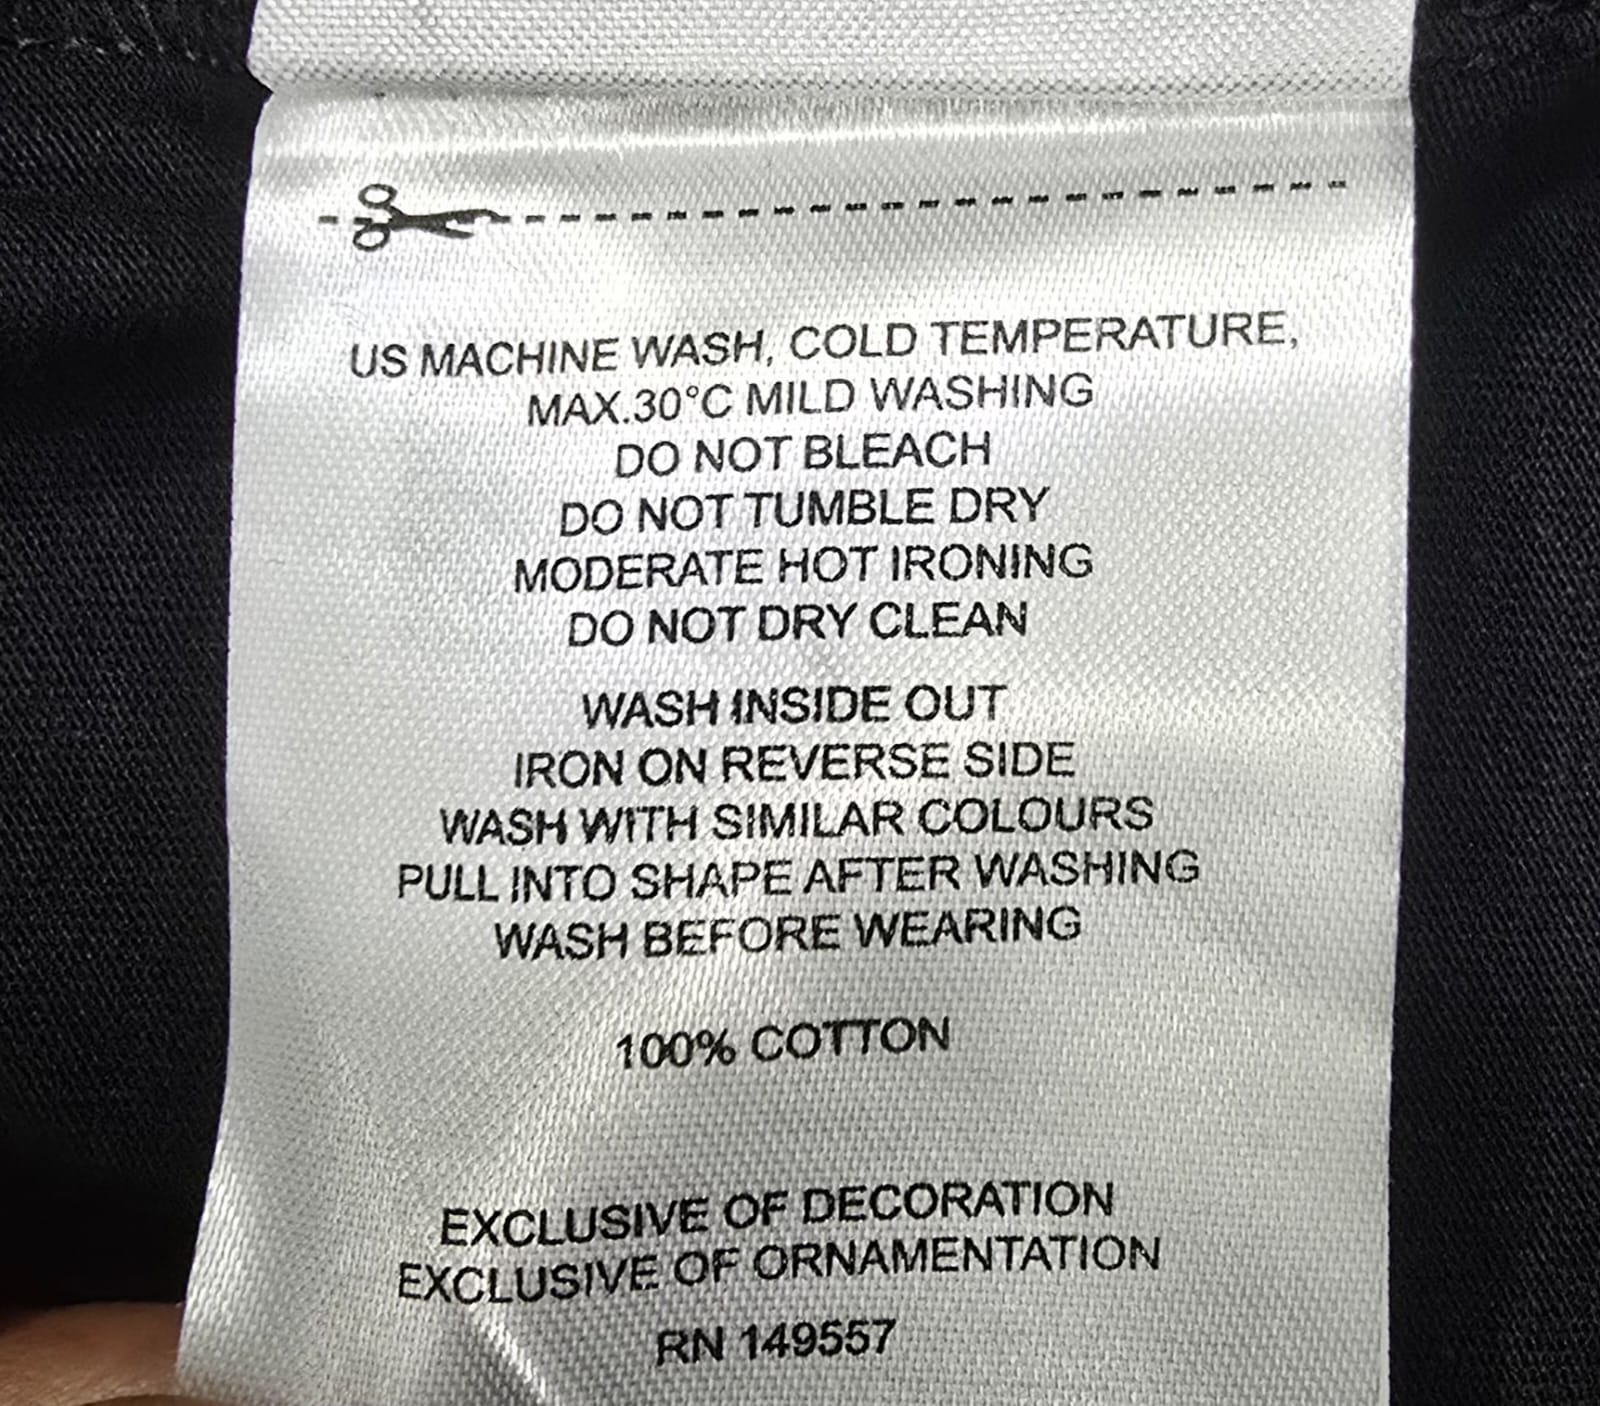 US MACHINE WASH, COLD TEMPERATURE,
MAX.30°C MILD WASHING
DO NOT BLEACH
DO NOT TUMBLE DRY
MODERATE HOT IRONING
DO NOT DRY CLEAN
WASH INSIDE OUT
IRON ON REVERSE SIDE
WASH WITH SIMILAR COLOURS
PULL INTO SHAPE AFTER WASHING
WASH BEFORE WEARING
100% COTTON
EXCLUSIVE OF DECORATION
EXCLUSIVE OF ORNAMENTATION
RN 149557